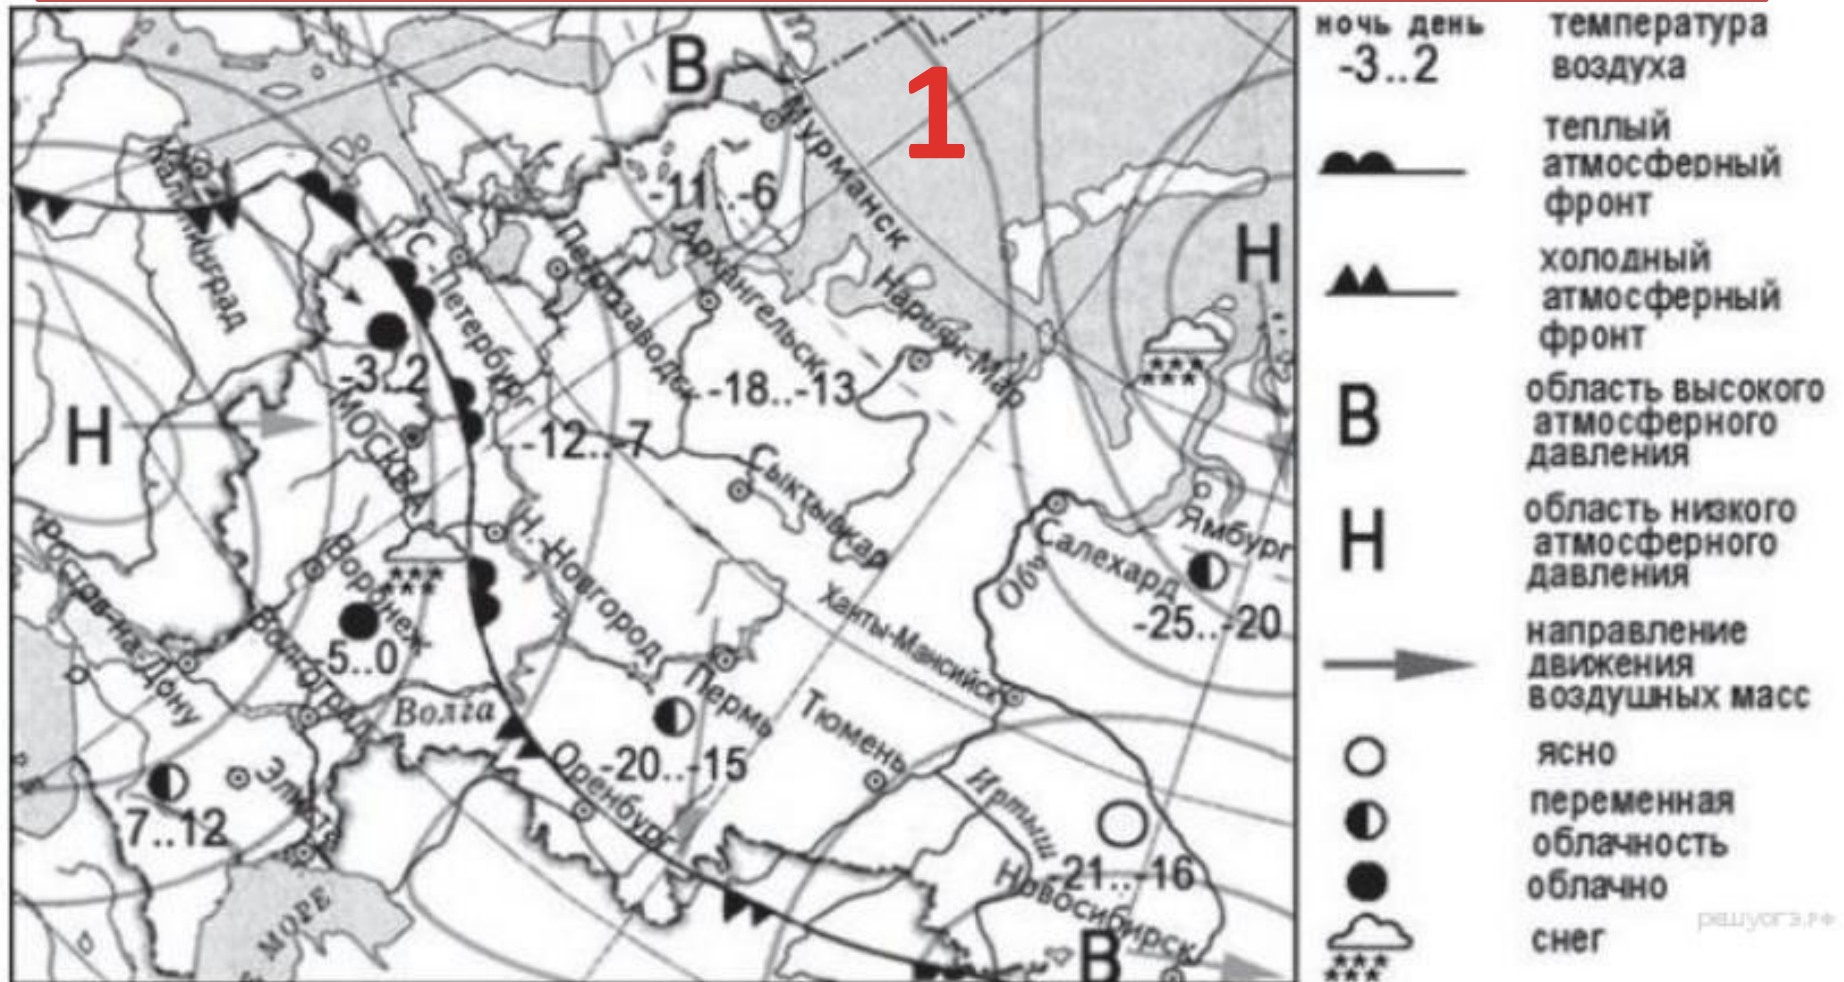 В
1
Мурманск
-11..-6
Калининград
С.-Петербург
Петрозаводск
Архангельск
Нарьян-Мар
Н
-3..2
МОСКВА
Н
-18..-13
-12..-7
Сыктывкар
Салехард
Ямбург
Обь
-25..-20
Ростов-на-Дону
Воронеж
Н.-Новгород
Ханты-Мансийск
Волгоград
-5..0
Волга
Пермь
Тюмень
-20..-15
Оренбург
Иртыш
Элиста
7..12
-21..-16
Новосибирск
В
МОРЕ
ночь день
-3..2
температура
воздуха
теплый
атмосферный
фронт
холодный
атмосферный
фронт
В
область высокого
атмосферного
давления
Н
область низкого
атмосферного
давления
направление
движения
воздушных масс
ясно
переменная
облачность
облачно
снег
решуогэ.рф